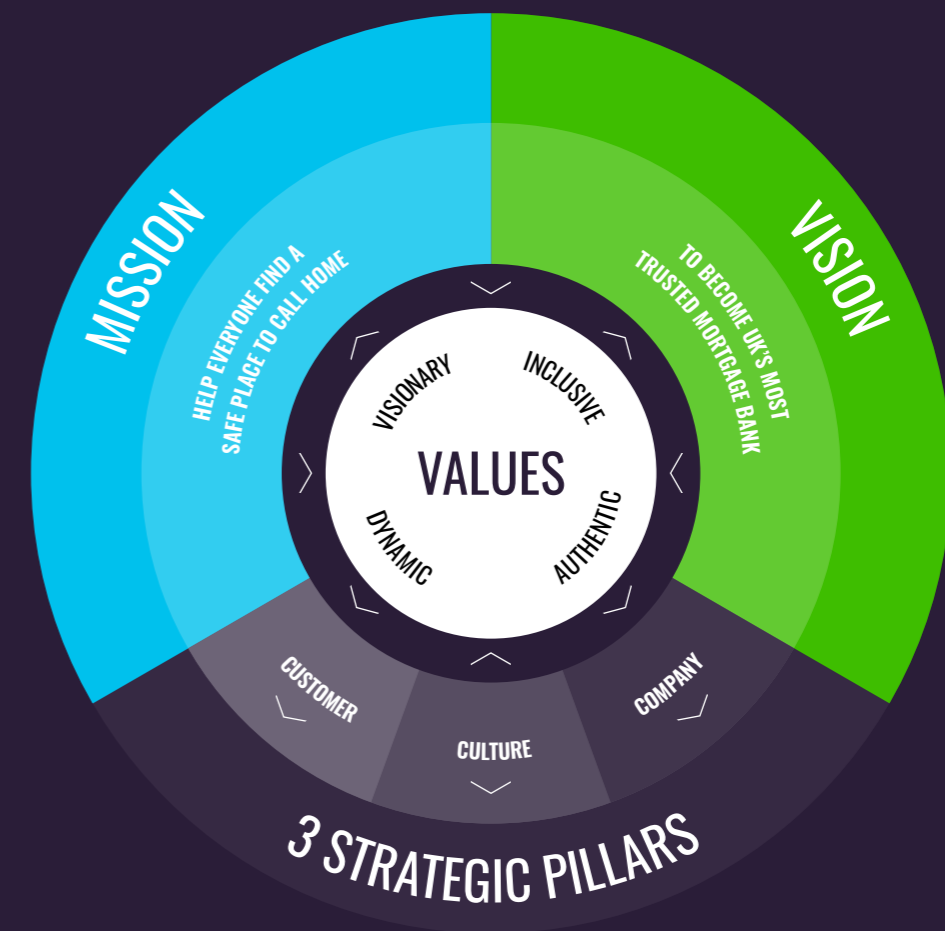 MISSION
HELP EVERYONE FIND A
SAFE PLACE TO CALL HOME
VISION
TO BECOME UK'S MOST
TRUSTED MORTGAGE BANK
VISIONARY
INCLUSIVE
VALUES
DYNAMIC
AUTHENTIC
CUSTOMER
CULTURE
COMPANY
3 STRATEGIC PILLARS